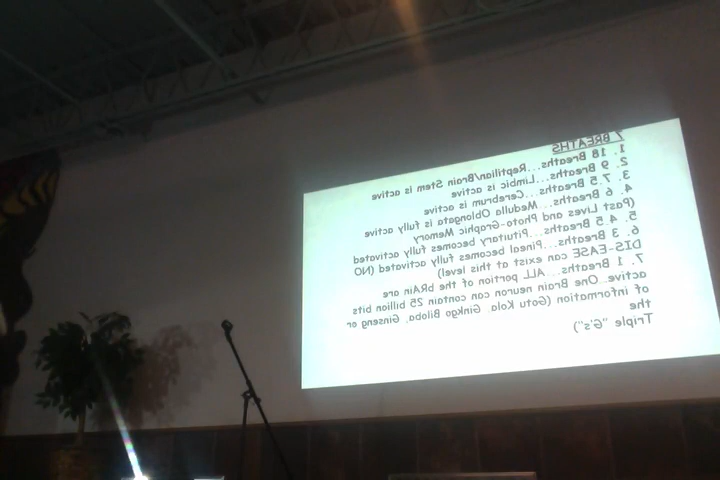 7 BREATHS
1. 18 Breaths...Reptilian/Brain Stem is active
2. 9 Breaths...Limbic is active
3. 7.5 Breaths...Cerebrum is active
4. 6 Breaths...Medulla Oblongata is fully active
(Past Lives and Photo-Graphic Memory
5. 4.5 Breaths...Pituitary becomes fully activated
6. 3 Breaths...Pineal becomes fully activated (NO
DIS-EASE can exist at this level)
7. 1 Breaths...ALL portion of the bRAin are
active...One Brain neuron can contain 25 billion bits
of information (Gotu Kola, Ginkgo Biloba, Ginseng or
the
Triple "G's")